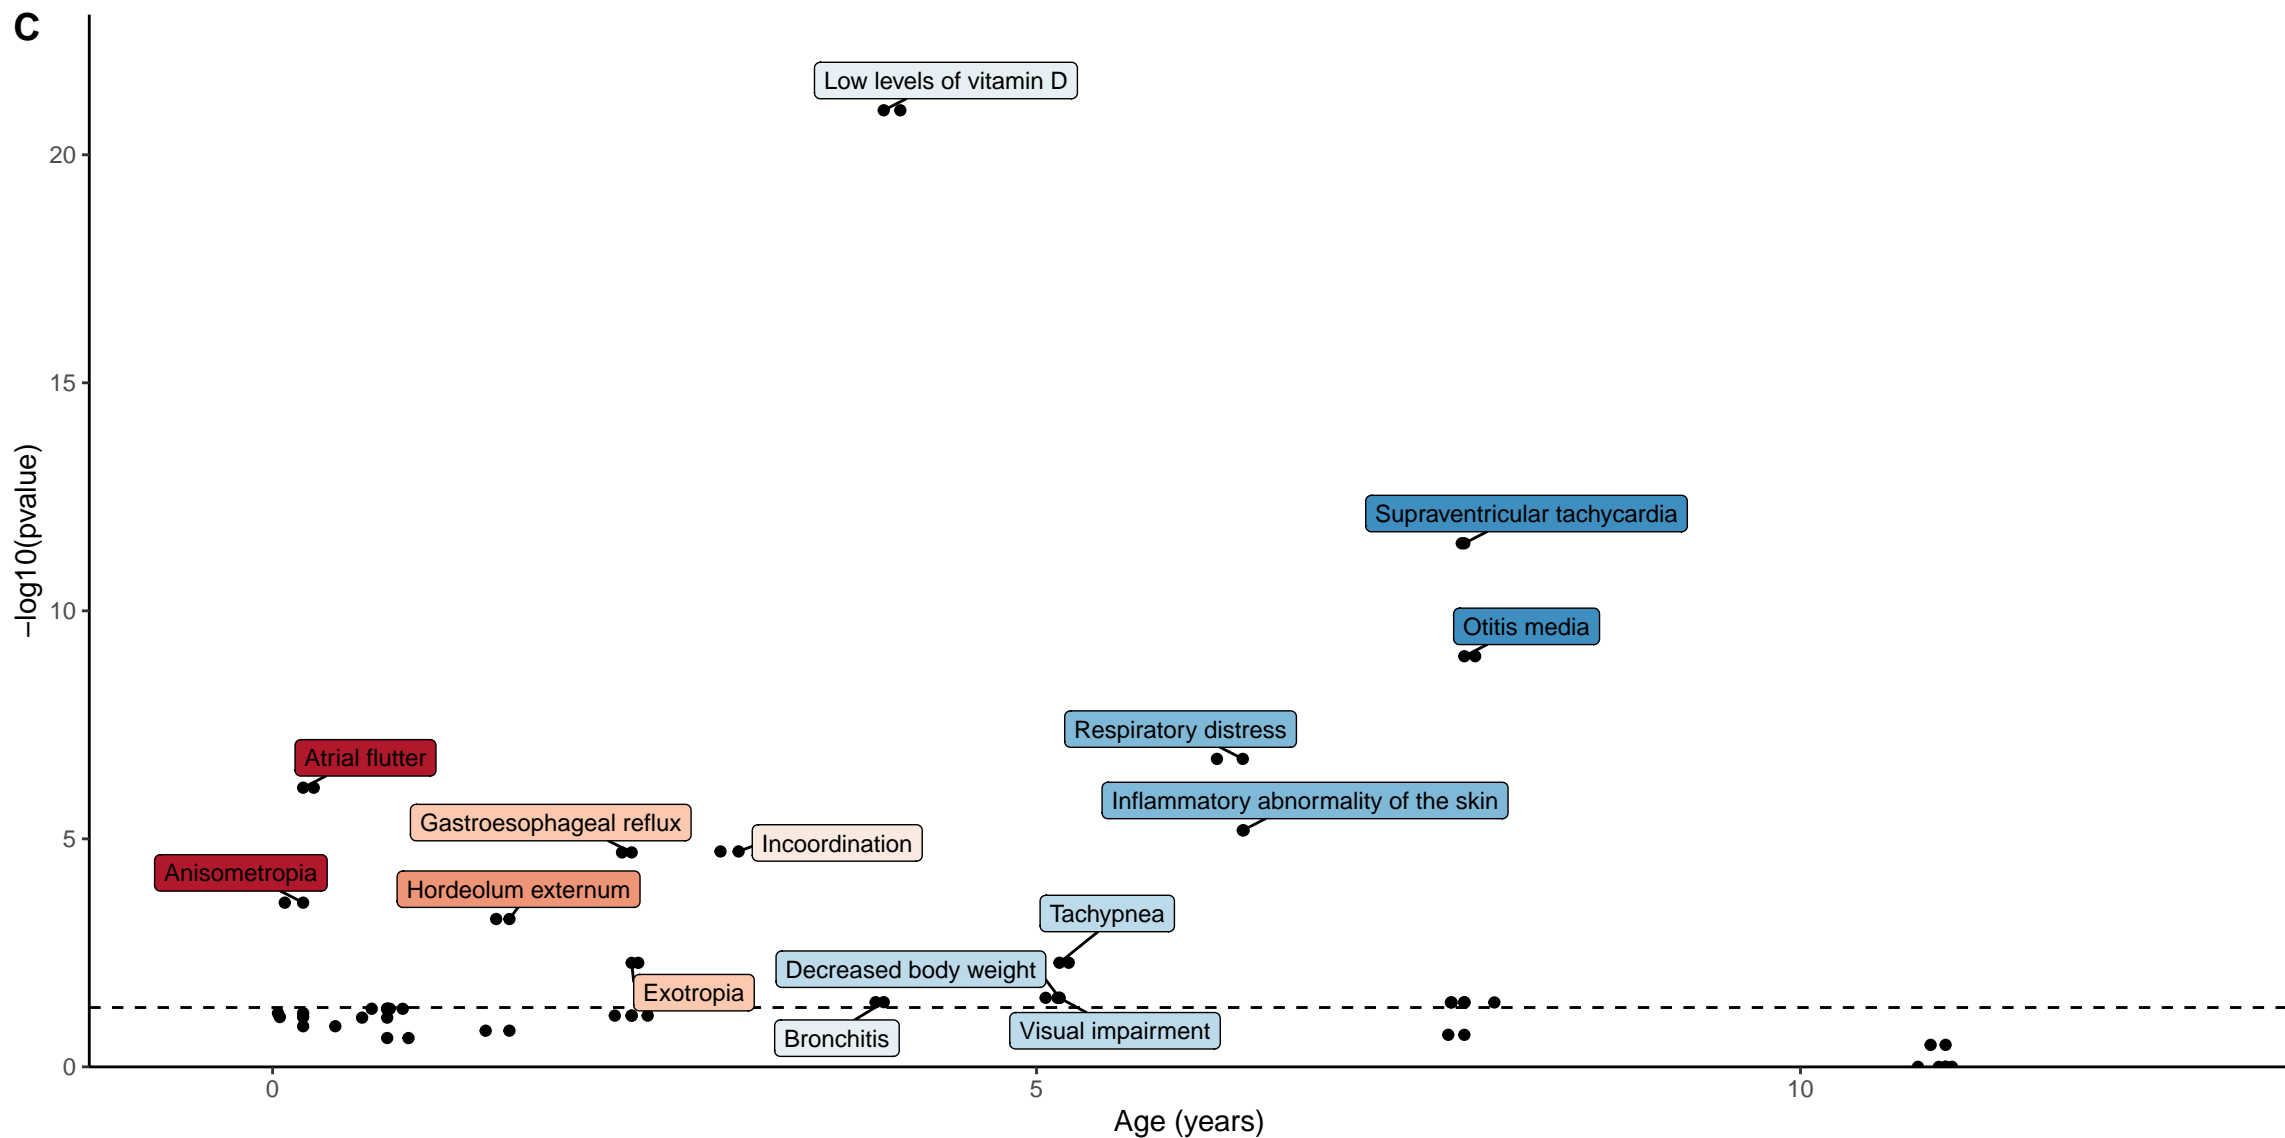 C
Low levels of vitamin D
20
15
Supraventricular tachycardia
–log10(pvalue)
10
Otitis media
Respiratory distress
Atrial flutter
Inflammatory abnormality of the skin
Gastroesophageal reflux
5
Incoordination
Anisometropia
Hordeolum externum
Tachypnea
Decreased body weight
Exotropia
Visual impairment
Bronchitis
0
0
5
10
Age (years)